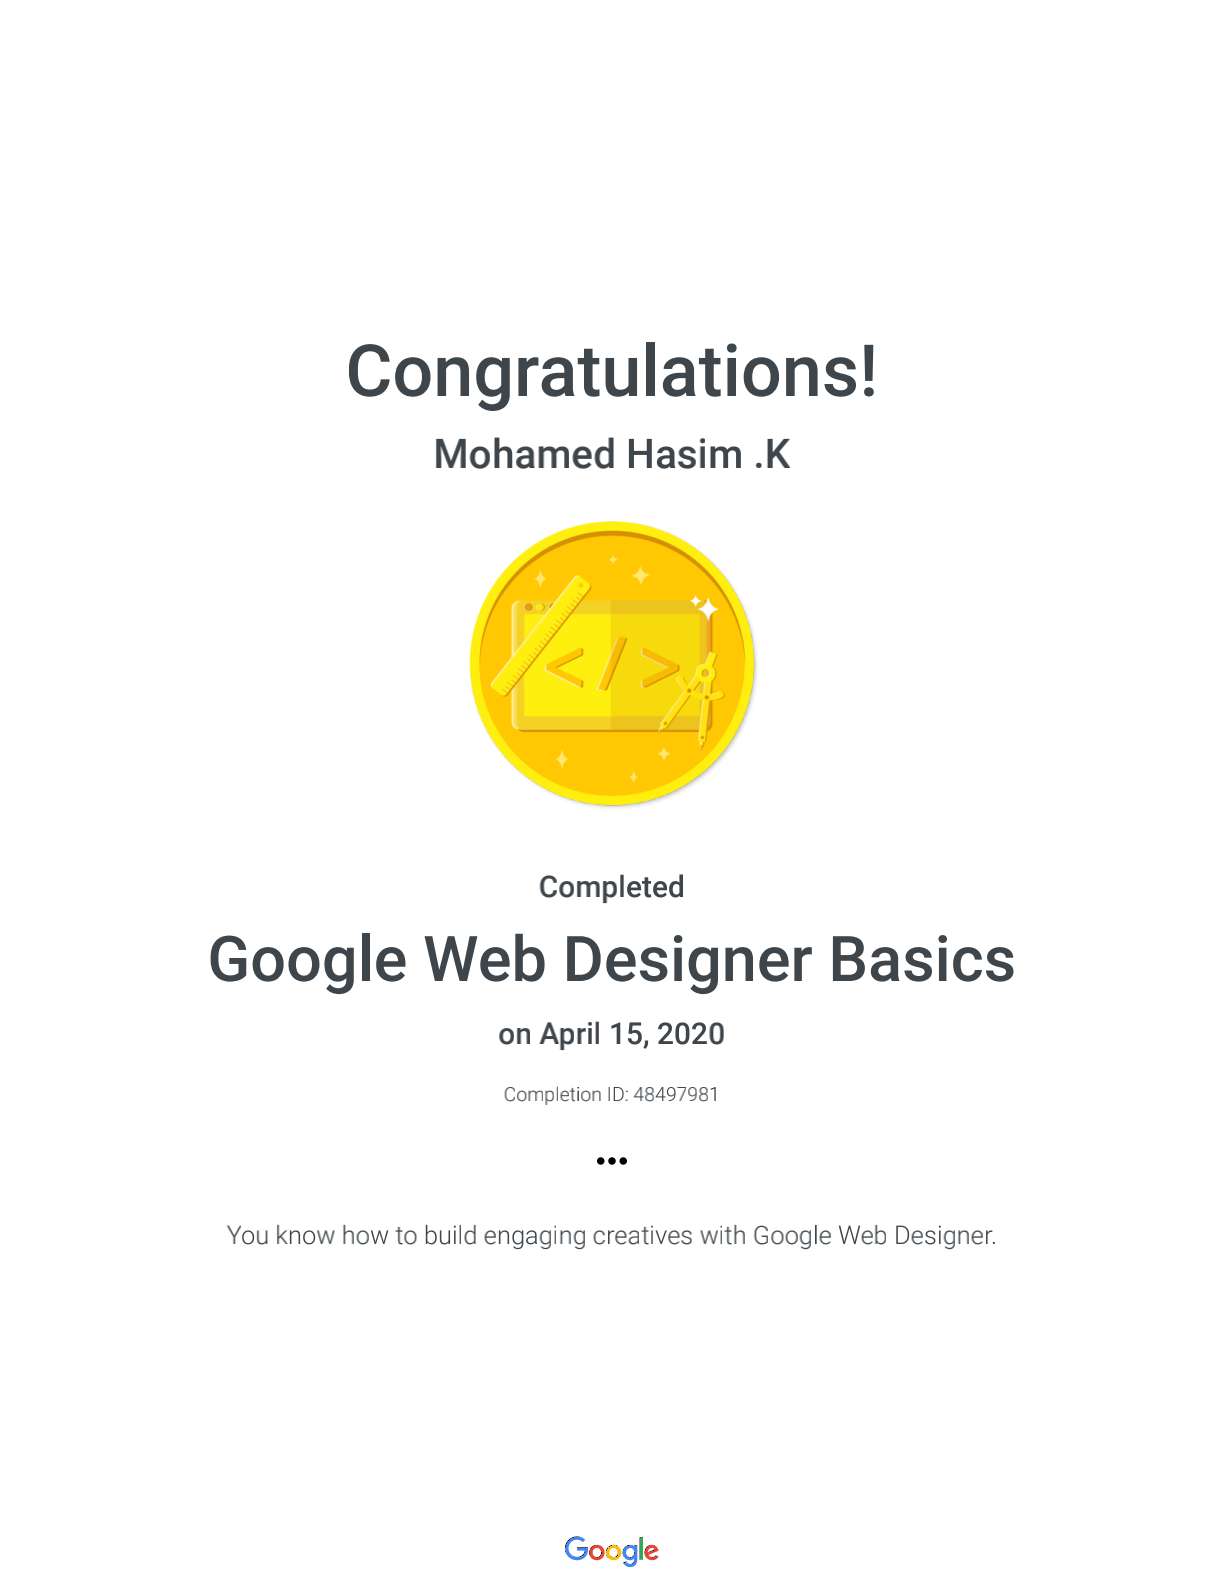 Congratulations!
Mohamed Hasim .K
</>
Completed
Google Web Designer Basics
on April 15, 2020
Completion ID: 48497981
•••
You know how to build engaging creatives with Google Web Designer.
Google